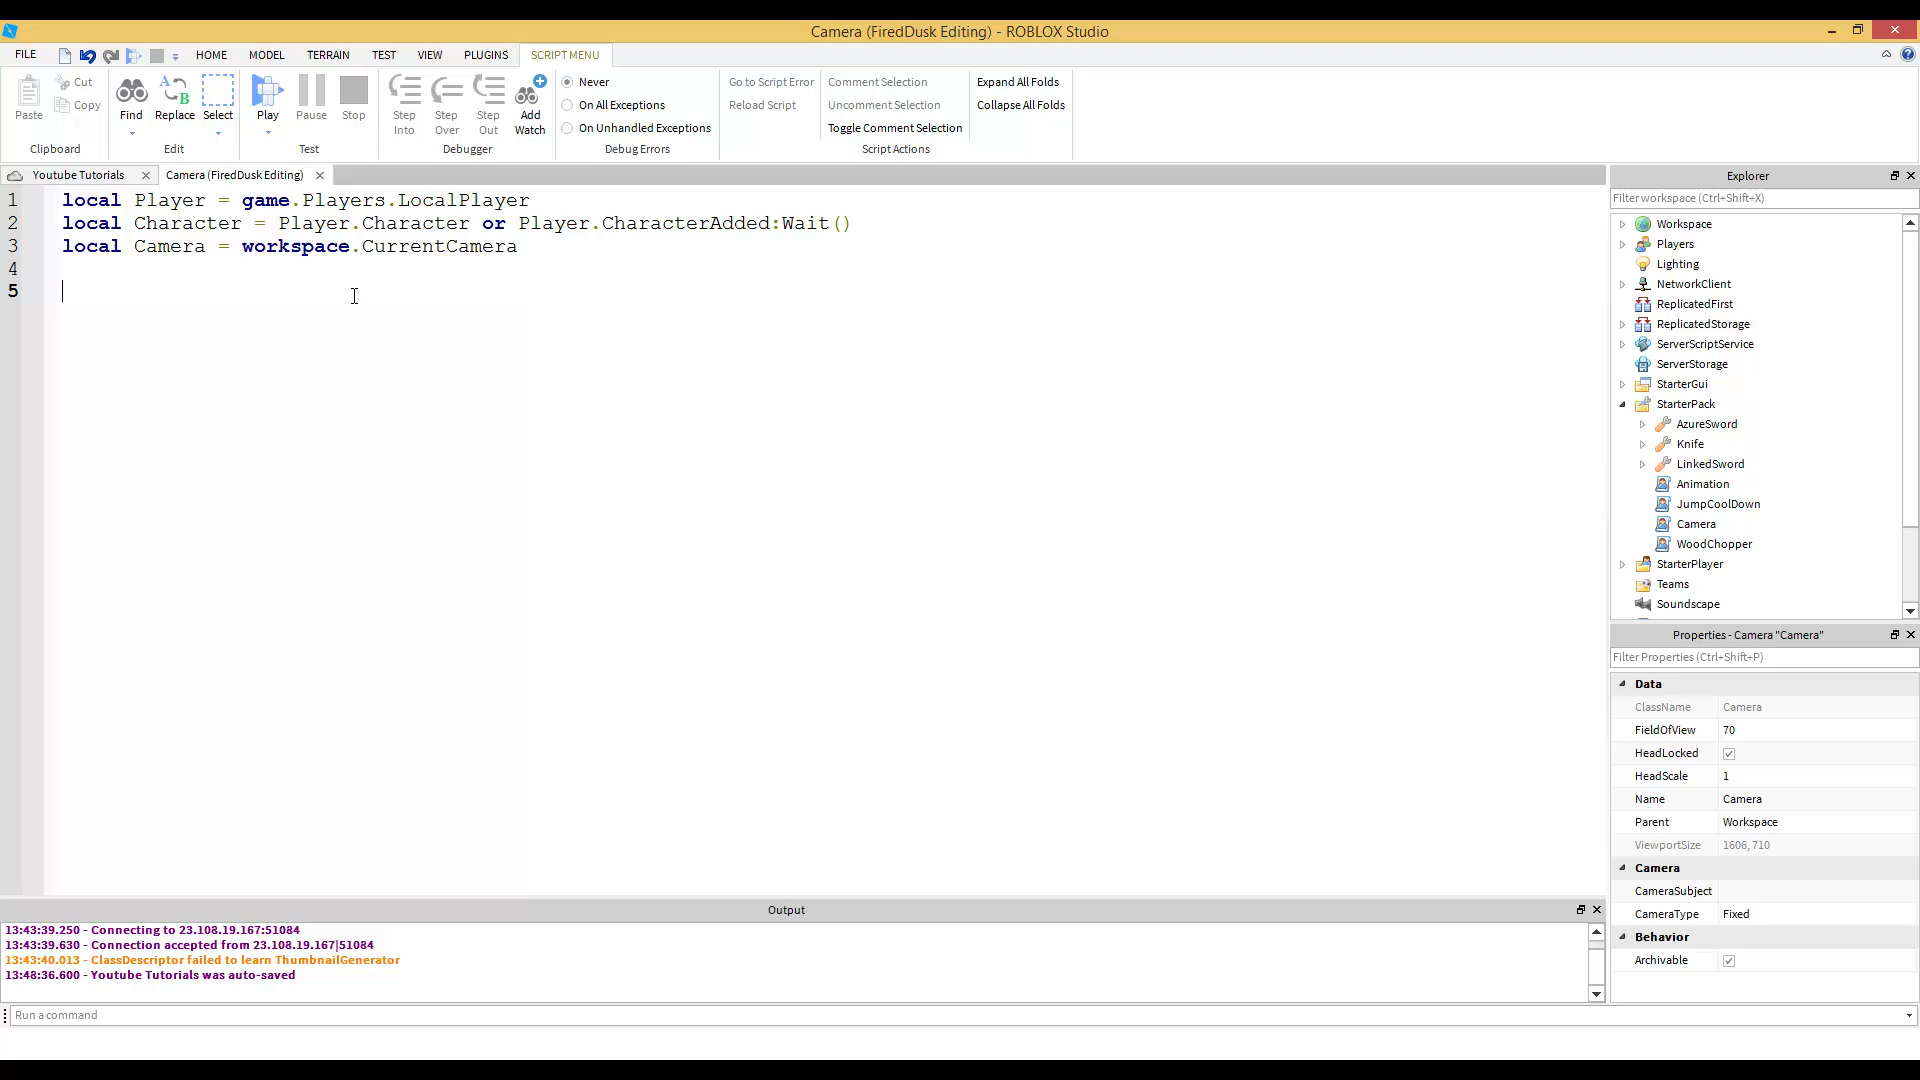 Camera (FiredDusk Editing) - ROBLOX Studio
FILE HOME MODEL TERRAIN TEST VIEW PLUGINS SCRIPT MENU
Paste Cut Copy
Clipboard
Find Replace Select
Edit
Play Pause Stop
Test
Step Into Step Over Step Out Add Watch
Debugger
Never
On All Exceptions
On Unhandled Exceptions
Debug Errors
Go to Script Error
Reload Script
Comment Selection
Uncomment Selection
Toggle Comment Selection
Script Actions
Expand All Folds
Collapse All Folds
Youtube Tutorials Camera (FiredDusk Editing)
1 local Player = game.Players.LocalPlayer
2 local Character = Player.Character or Player.CharacterAdded:Wait()
3 local Camera = workspace.CurrentCamera
4
5
Explorer
Filter workspace (Ctrl+Shift+X)
Workspace
Players
Lighting
NetworkClient
ReplicatedFirst
ReplicatedStorage
ServerScriptService
ServerStorage
StarterGui
StarterPack
AzureSword
Knife
LinkedSword
Animation
JumpCoolDown
Camera
WoodChopper
StarterPlayer
Teams
Soundscape
Properties - Camera "Camera"
Filter Properties (Ctrl+Shift+P)
Data
ClassName Camera
FieldOfView 70
HeadLocked
HeadScale 1
Name Camera
Parent Workspace
ViewportSize 1606, 710
Camera
CameraSubject
CameraType Fixed
Behavior
Archivable
Output
13:43:39.250 - Connecting to 23.108.19.167:51084
13:43:39.630 - Connection accepted from 23.108.19.167|51084
13:43:40.013 - ClassDescriptor failed to learn ThumbnailGenerator
13:48:36.600 - Youtube Tutorials was auto-saved
Run a command